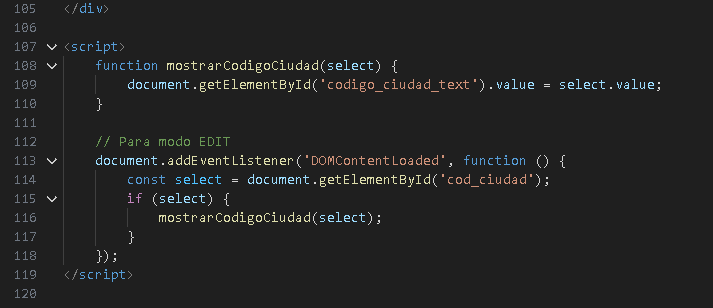 105 </div>
106
107 <script>
108 function mostrarCodigoCiudad(select) {
109 document.getElementById('codigo_ciudad_text').value = select.value;
110 }
111
112 // Para modo EDIT
113 document.addEventListener('DOMContentLoaded', function () {
114 const select = document.getElementById('cod_ciudad');
115 if (select) {
116 mostrarCodigoCiudad(select);
117 }
118 });
119 </script>
120